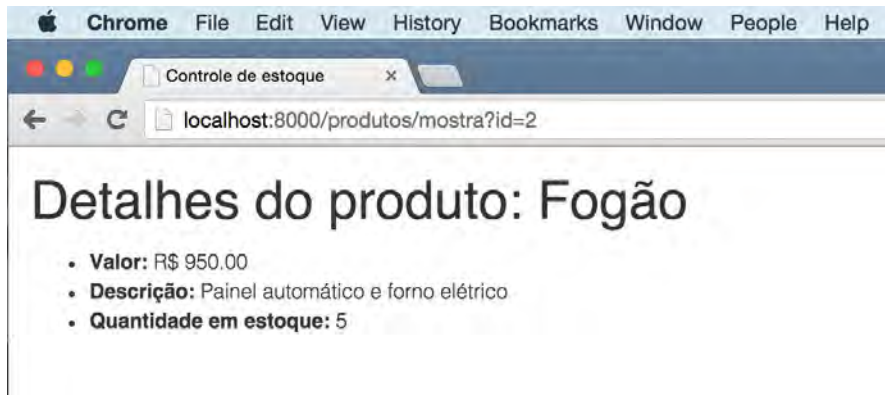 Chrome File Edit View History Bookmarks Window People Help
Controle de estoque ×
localhost:8000/produtos/mostra?id=2
Detalhes do produto: Fogão
• Valor: R$ 950.00
• Descrição: Painel automático e forno elétrico
• Quantidade em estoque: 5